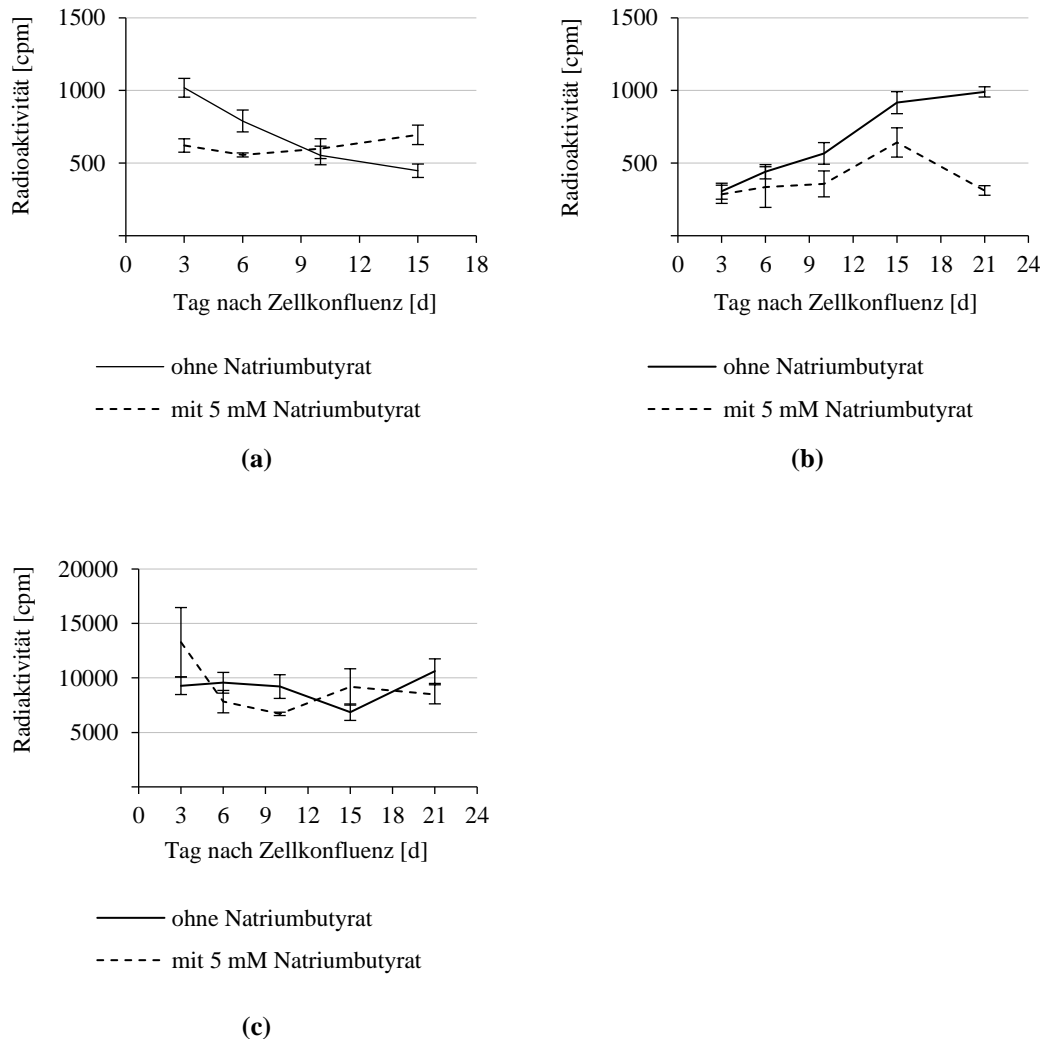 1500
1000
500
Radioaktivität [cpm]
0 3 6 9 12 15 18
Tag nach Zellkonfluenz [d]
ohne Natriumbutyrat
mit 5 mM Natriumbutyrat
(a)
1500
1000
500
Radioaktivität [cpm]
0 3 6 9 12 15 18 21 24
Tag nach Zellkonfluenz [d]
ohne Natriumbutyrat
mit 5 mM Natriumbutyrat
(b)
20000
15000
10000
5000
Radiaktivität [cpm]
0 3 6 9 12 15 18 21 24
Tag nach Zellkonfluenz [d]
ohne Natriumbutyrat
mit 5 mM Natriumbutyrat
(c)